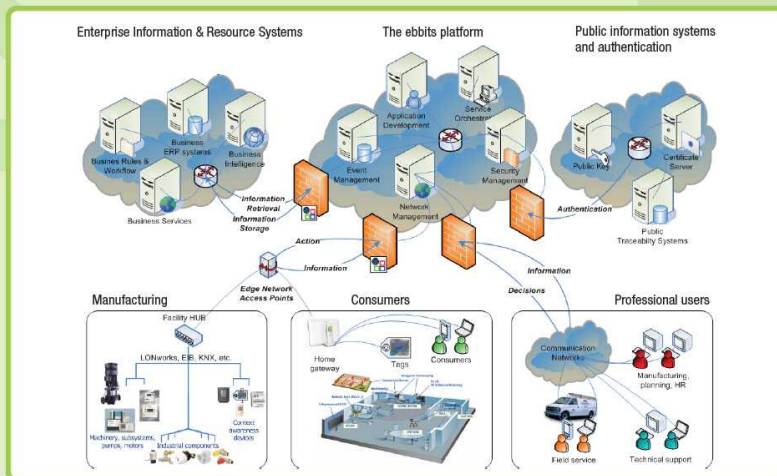 Enterprise Information & Resource Systems
The ebbits platform
Public information systems
and authentication
Busines Rules &
Workflow
Business
ERP systems
Business
Intelligence
Business Services
Application
Development
Service
Event
Management
Network
Management
Security
Management
Public Key
Certificate
Server
Public
Traceability Systems
Information
Retrieval
Information
Storage
Authentication
Action
Information
Edge Network
Access Points
Information
Decisions
Manufacturing
Facility HUB
LONworks, EIB, KNX, etc.
Machinery, subsystems,
pumps, motors
Industrial components
Context
awareness
devices
Consumers
Home
gateway
Tags
Consumers
Professional users
Communication
Networks
Manufacturing,
planning, HR
Field service
Technical support